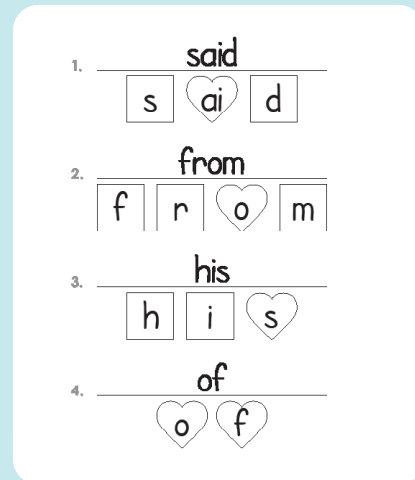 said
1.
s ai d
from
2.
f r o m
his
3.
h i s
of
4.
o f